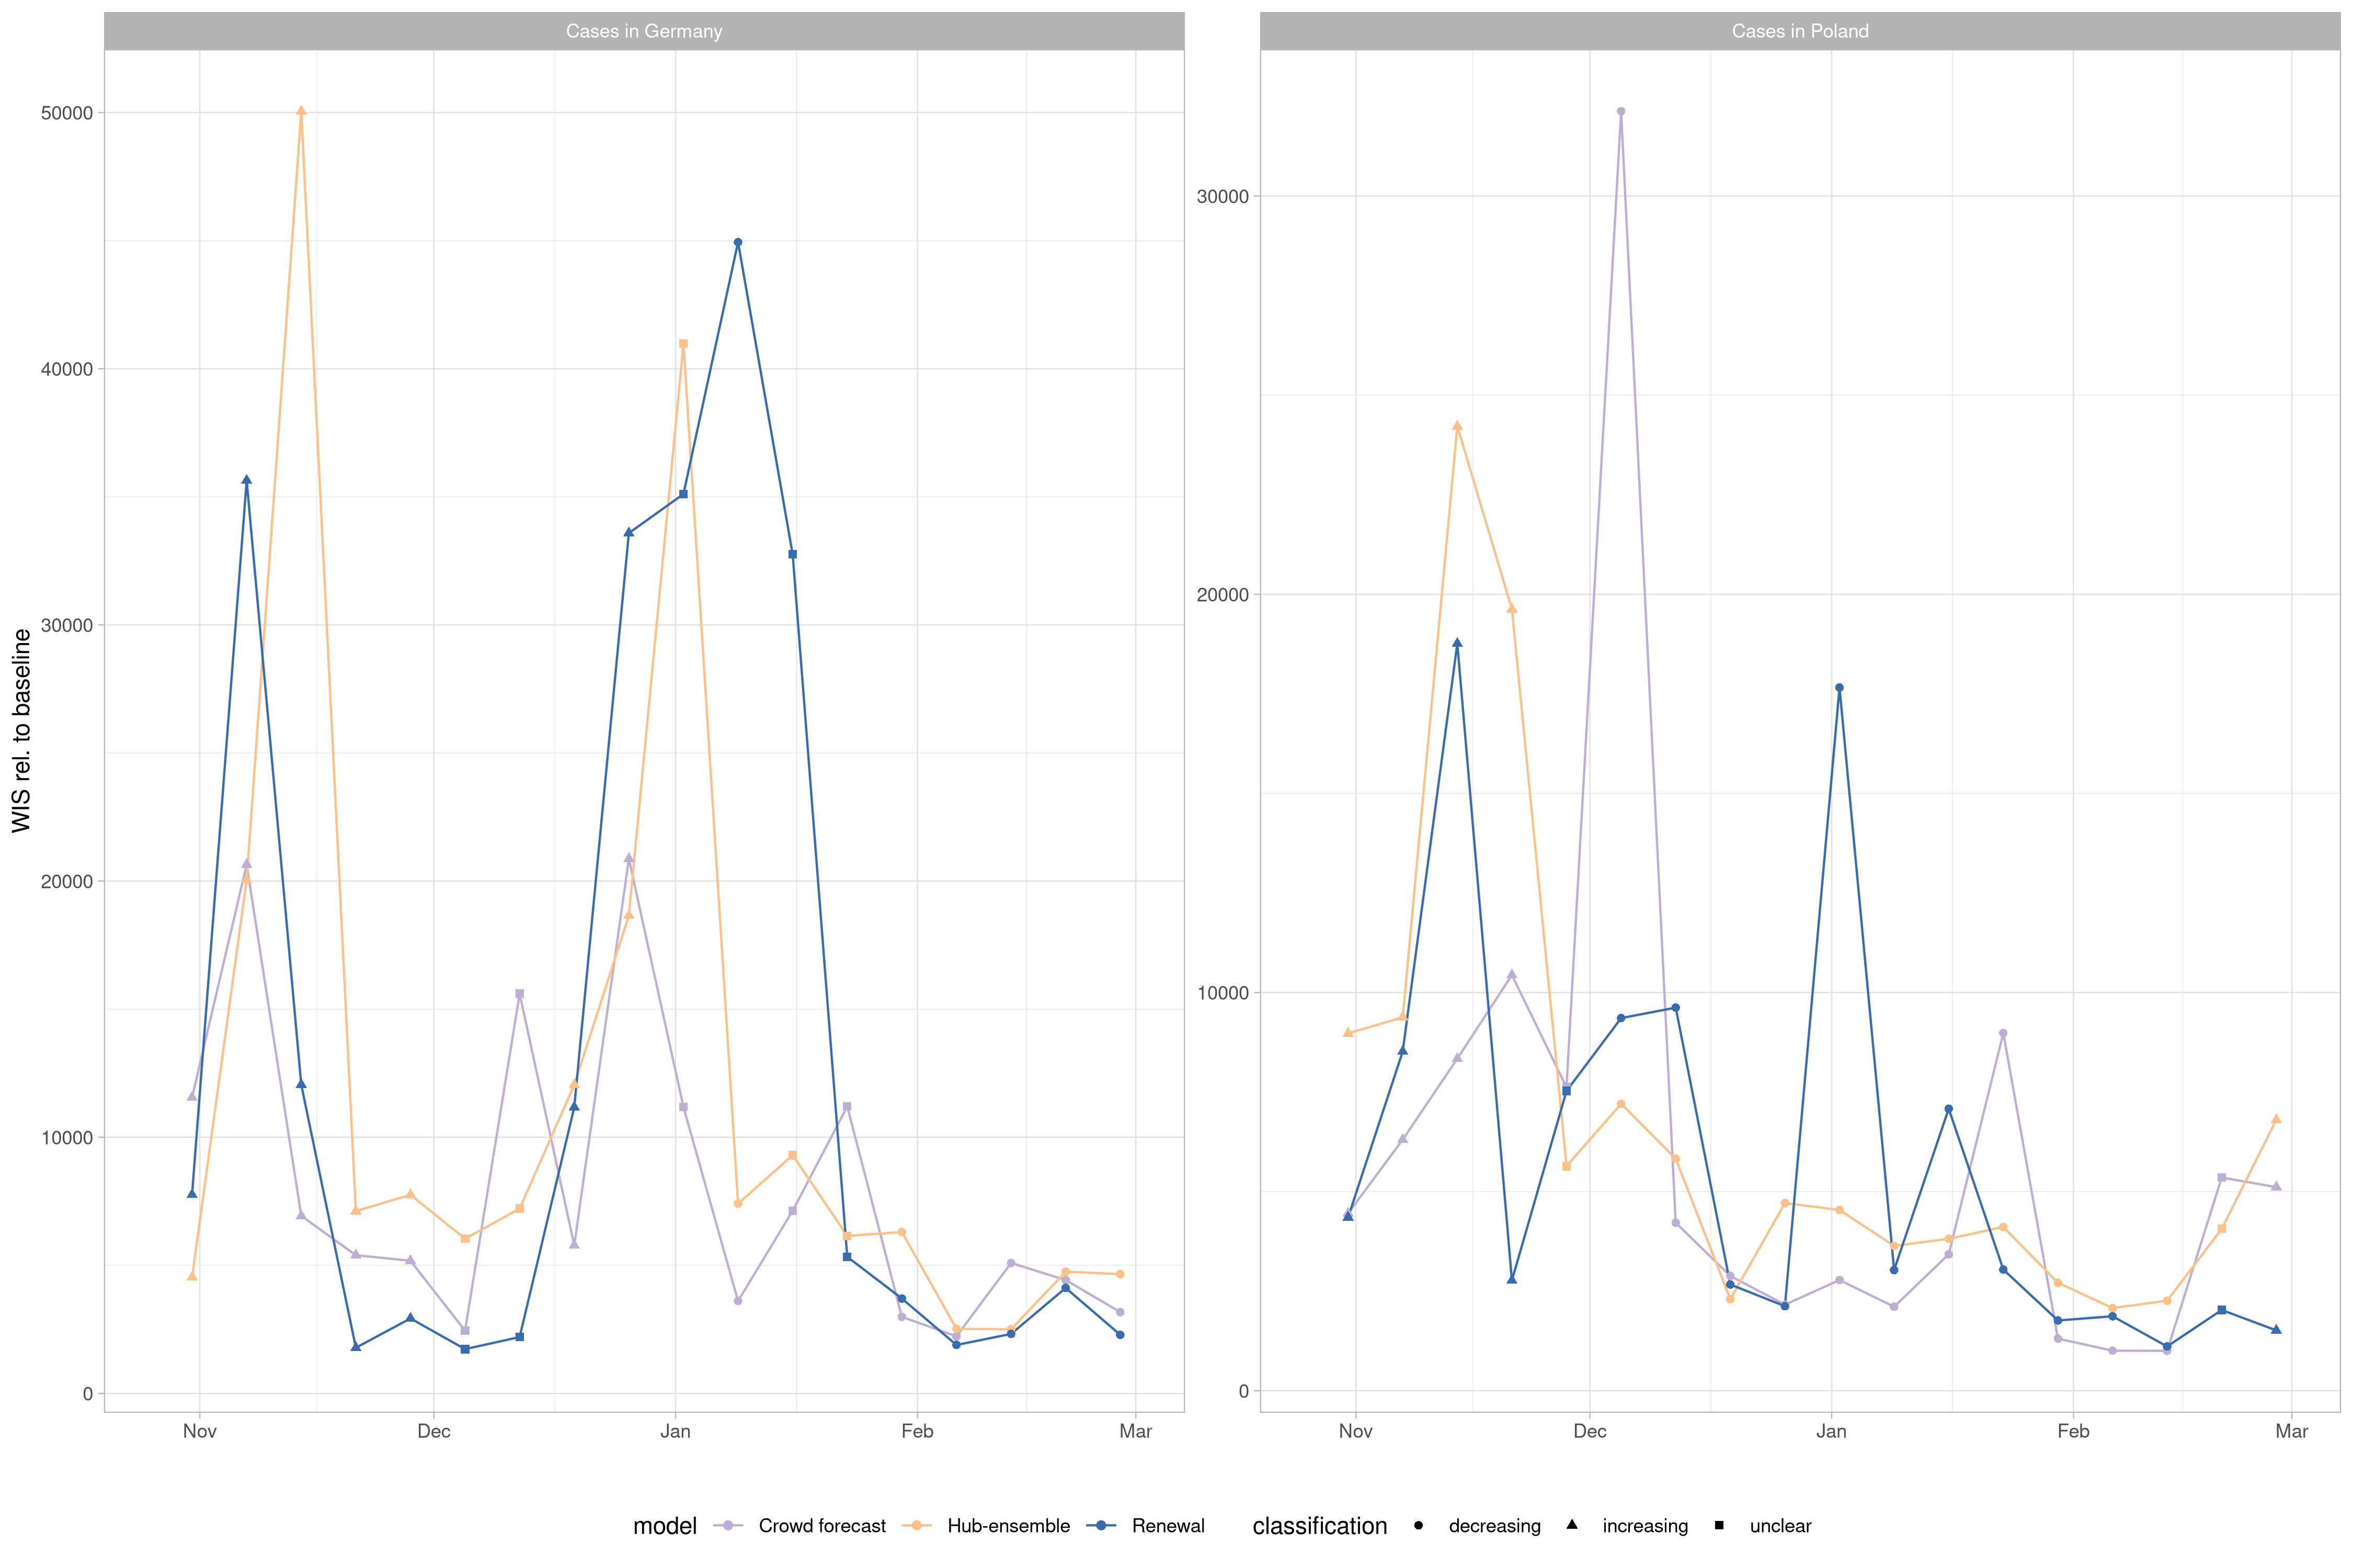 Cases in Germany
Cases in Poland
WIS rel. to baseline
50000
40000
30000
20000
10000
0
30000
20000
10000
0
Nov Dec Jan Feb Mar
Nov Dec Jan Feb Mar
model Crowd forecast Hub-ensemble Renewal classification decreasing increasing unclear